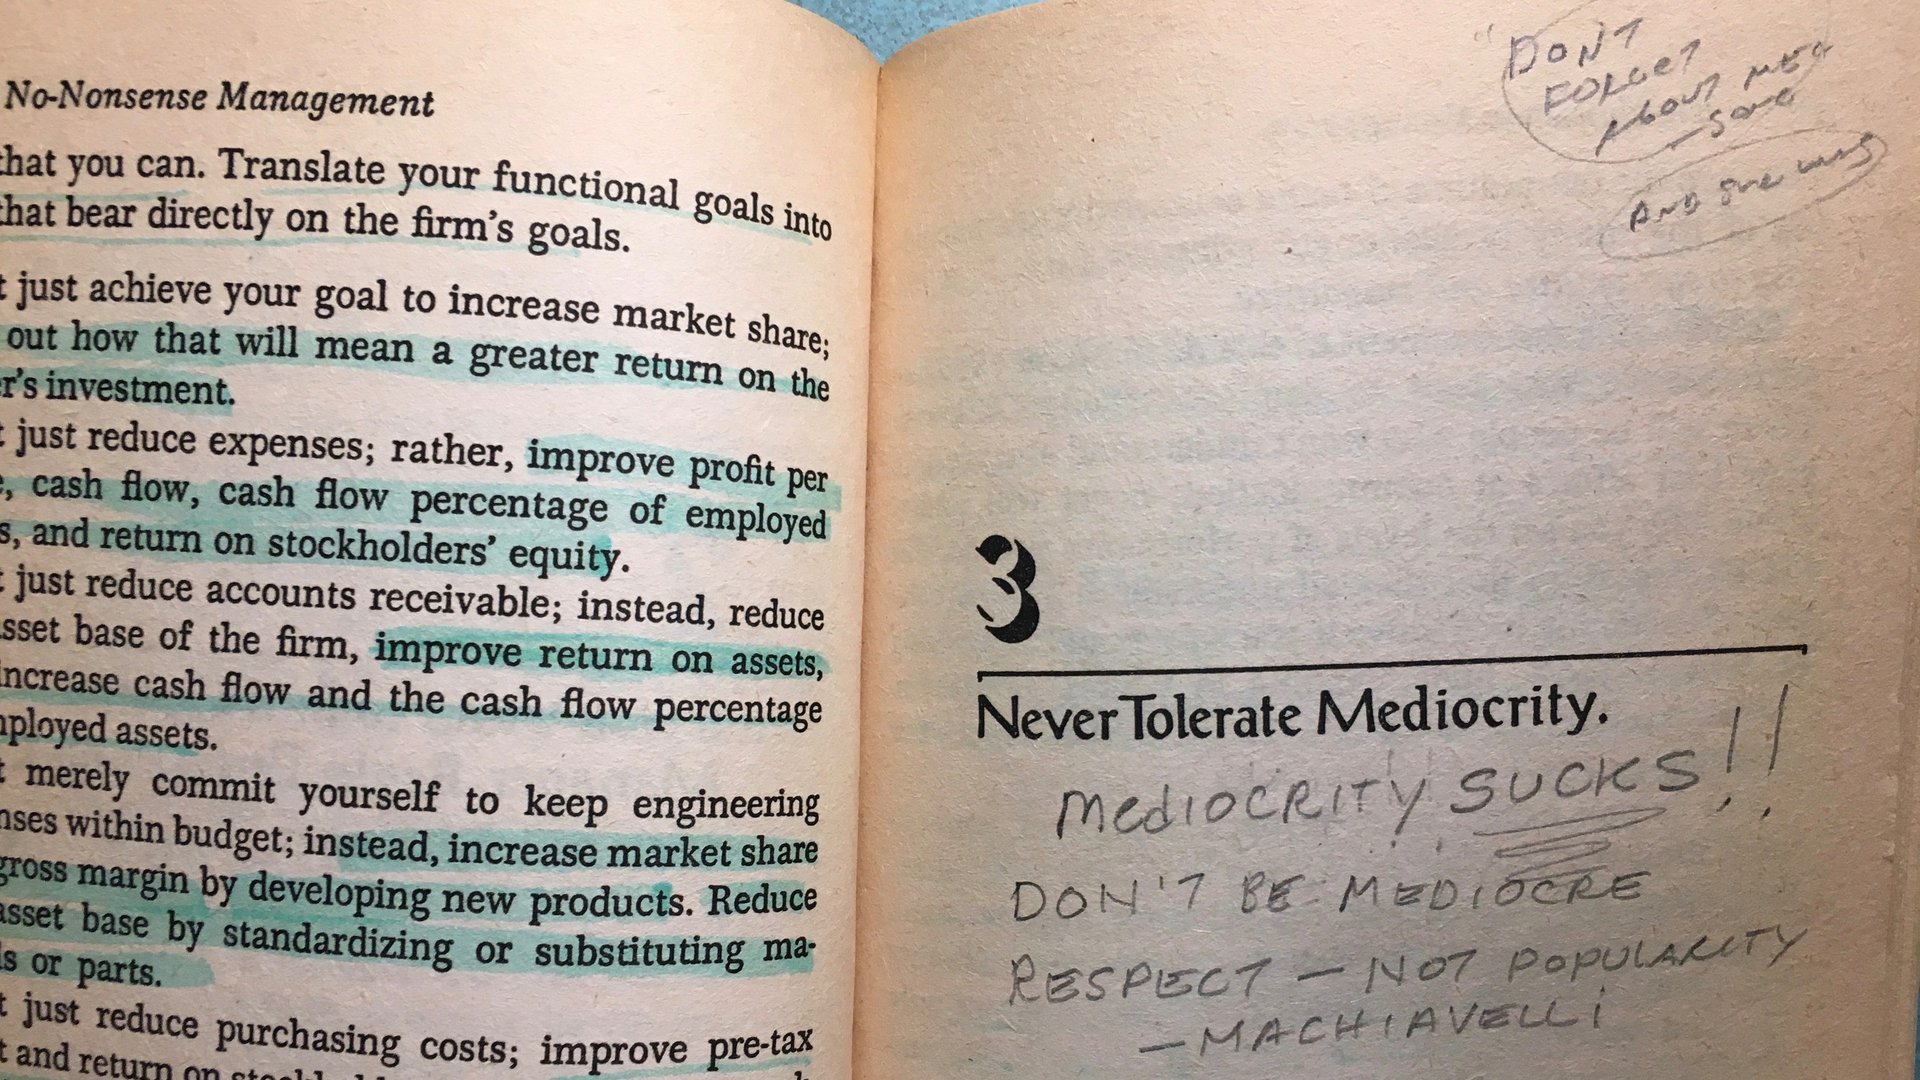 No-Nonsense Management
that you can. Translate your functional goals into
that bear directly on the firm's goals.
t just achieve your goal to increase market share;
out how that will mean a greater return on the
r's investment.
t just reduce expenses; rather, improve profit per
e, cash flow, cash flow percentage of employed
s, and return on stockholders' equity.
t just reduce accounts receivable; instead, reduce
asset base of the firm, improve return on assets,
increase cash flow and the cash flow percentage
mployed assets.
t merely commit yourself to keep engineering
nses within budget; instead, increase market share
gross margin by developing new products. Reduce
asset base by standardizing or substituting ma-
ls or parts.
t just reduce purchasing costs; improve pre-tax
t and return on
"DONT
FORGET
ABOUT ME"
AND
3
Never Tolerate Mediocrity.
MEDIOCRITY SUCKS!!
DON'T BE MEDIOCRE
RESPECT — NOT POPULARITY
— MACHIAVELLI